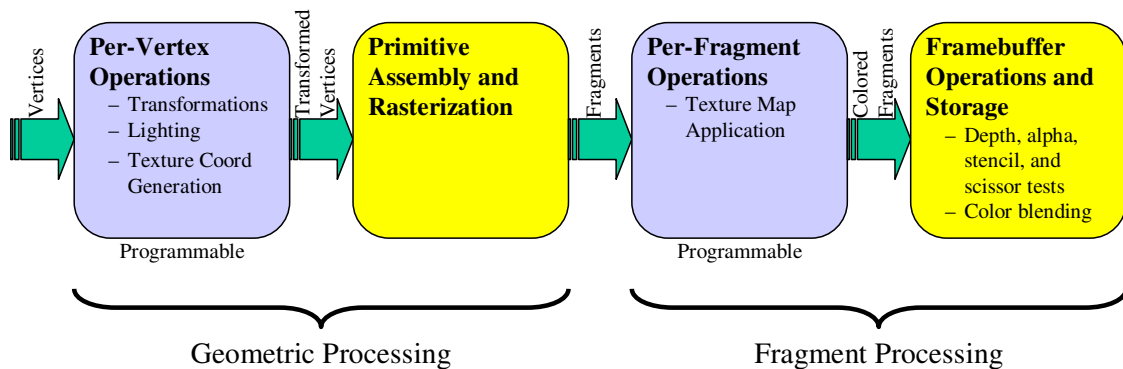 Vertices
Per-Vertex
Operations
– Transformations
– Lighting
– Texture Coord
Generation
Programmable
Transformed
Vertices
Primitive
Assembly and
Rasterization
Fragments
Per-Fragment
Operations
– Texture Map
Application
Programmable
Colored
Fragments
Framebuffer
Operations and
Storage
– Depth, alpha,
stencil, and
scissor tests
– Color blending
Geometric Processing
Fragment Processing